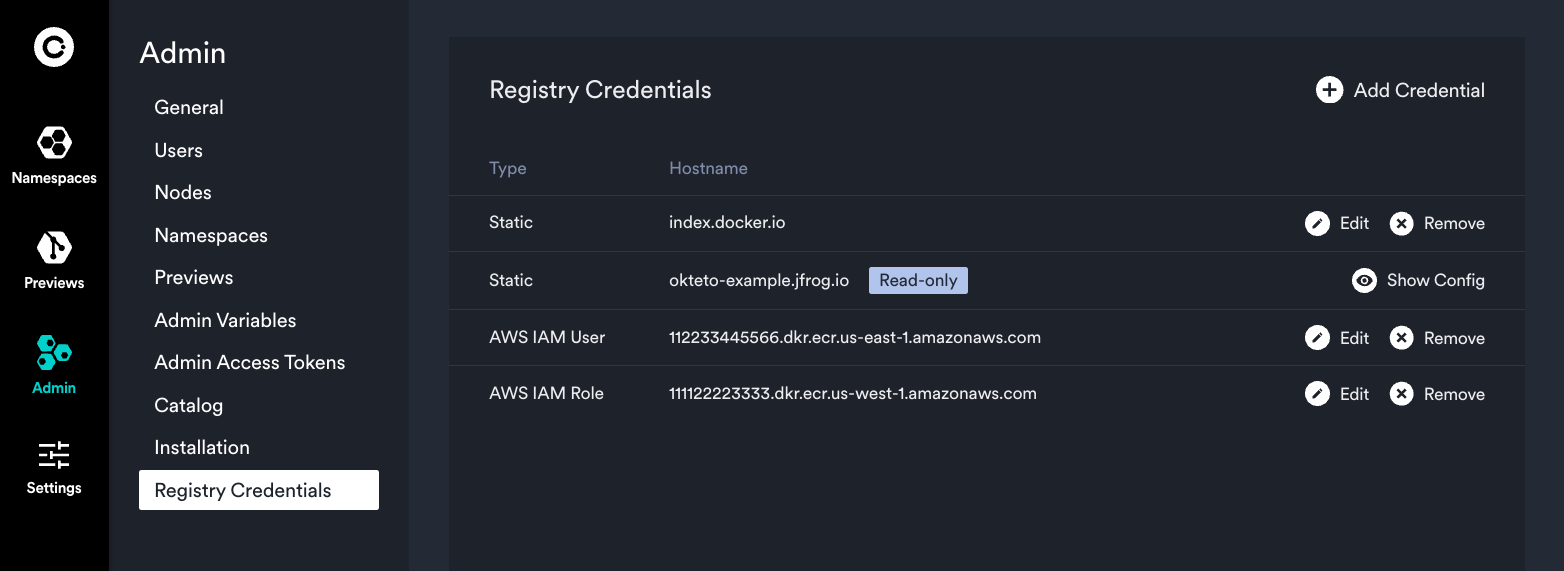 Namespaces
Previews
Admin
Settings
Admin
General
Users
Nodes
Namespaces
Previews
Admin Variables
Admin Access Tokens
Catalog
Installation
Registry Credentials
Registry Credentials
Add Credential
Type Hostname
Static index.docker.io Edit Remove
Static okteto-example.jfrog.io Read-only Show Config
AWS IAM User 112233445566.dkr.ecr.us-east-1.amazonaws.com Edit Remove
AWS IAM Role 111122223333.dkr.ecr.us-west-1.amazonaws.com Edit Remove